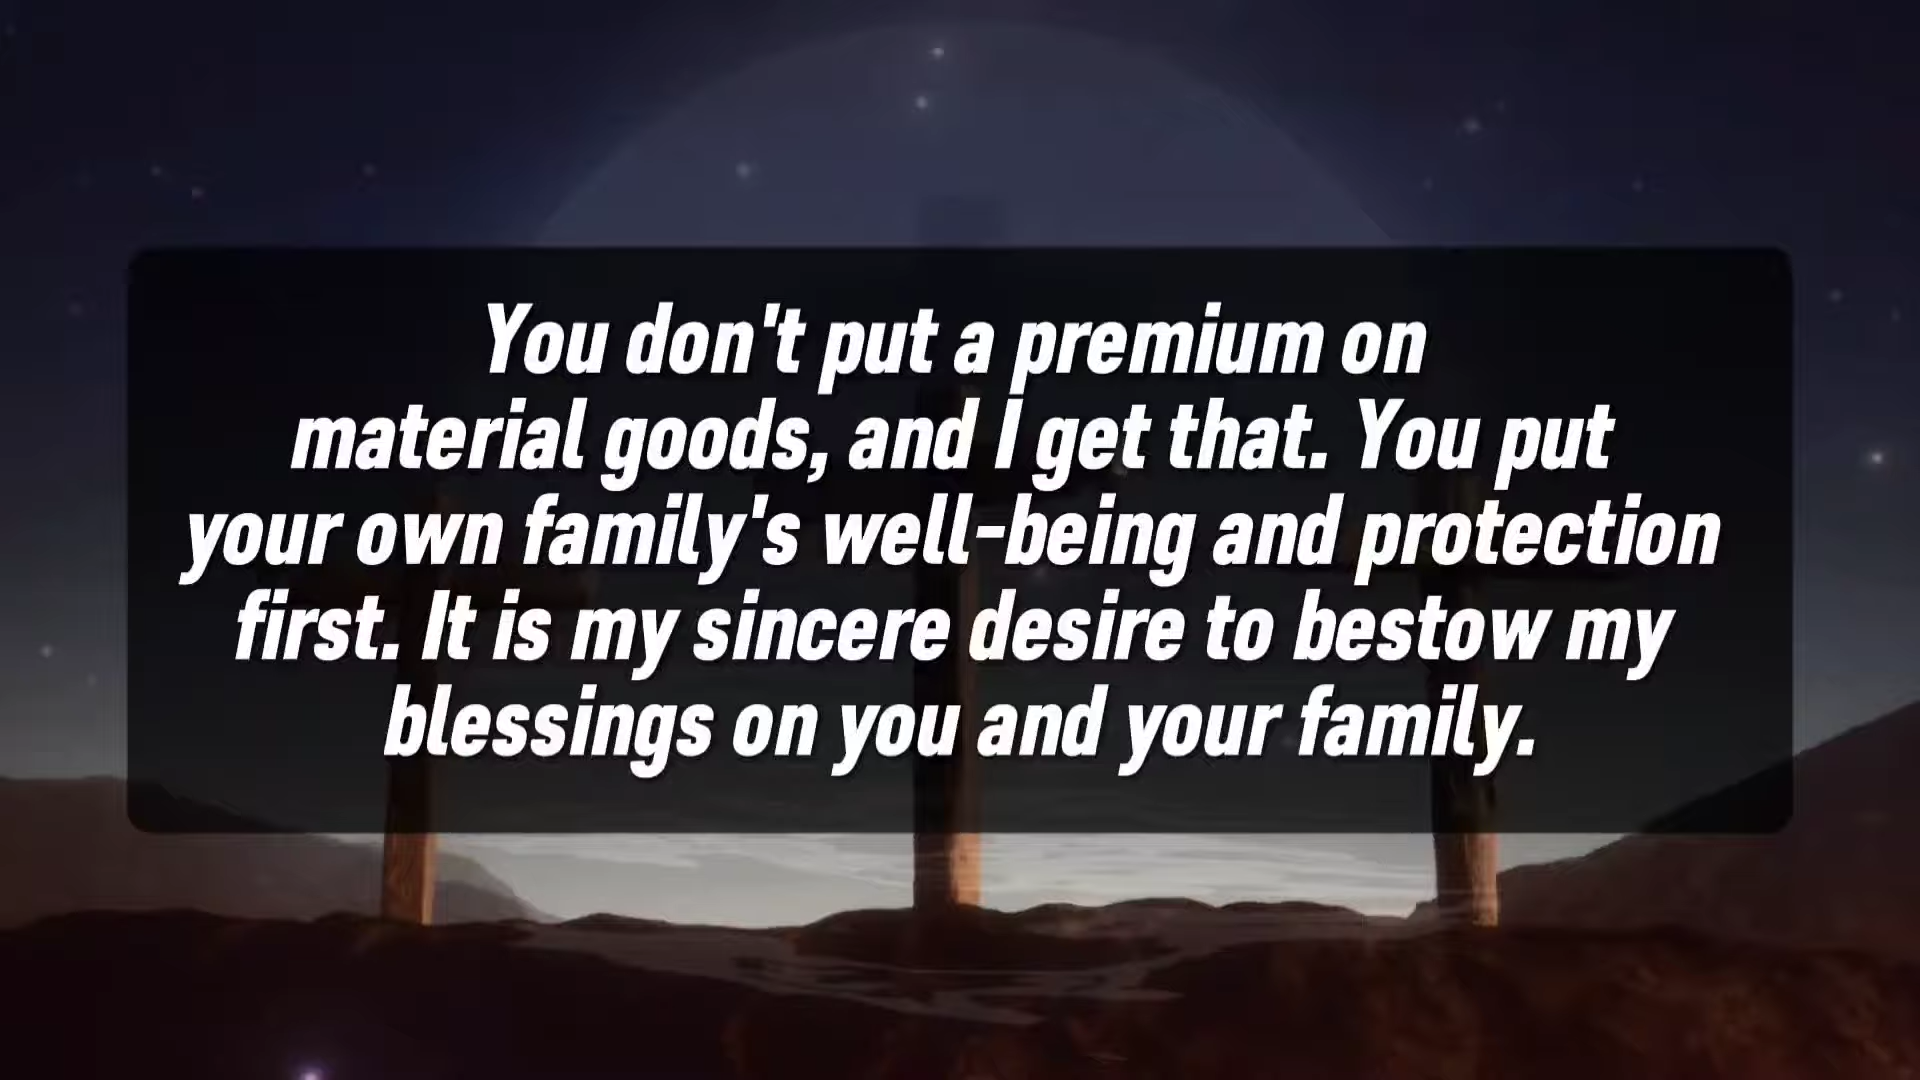 You don't put a premium on
material goods, and I get that. You put
your own family's well-being and protection
first. It is my sincere desire to bestow my
blessings on you and your family.